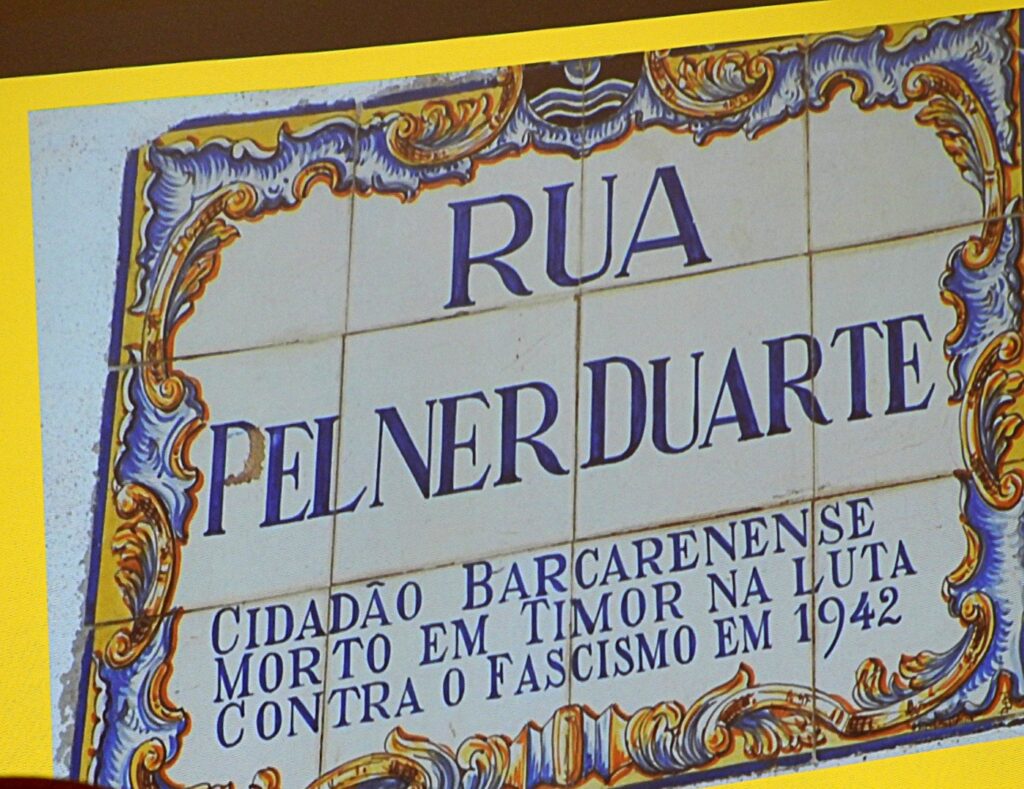 RUA
PELNER DUARTE
CIDADÃO BARCARENENSE
MORTO EM TIMOR NA LUTA
CONTRA O FASCISMO EM 1942